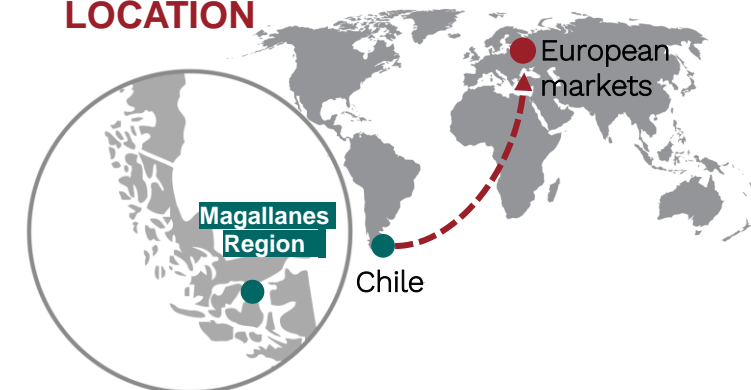 LOCATION
European
markets
Magallanes
Region
Chile